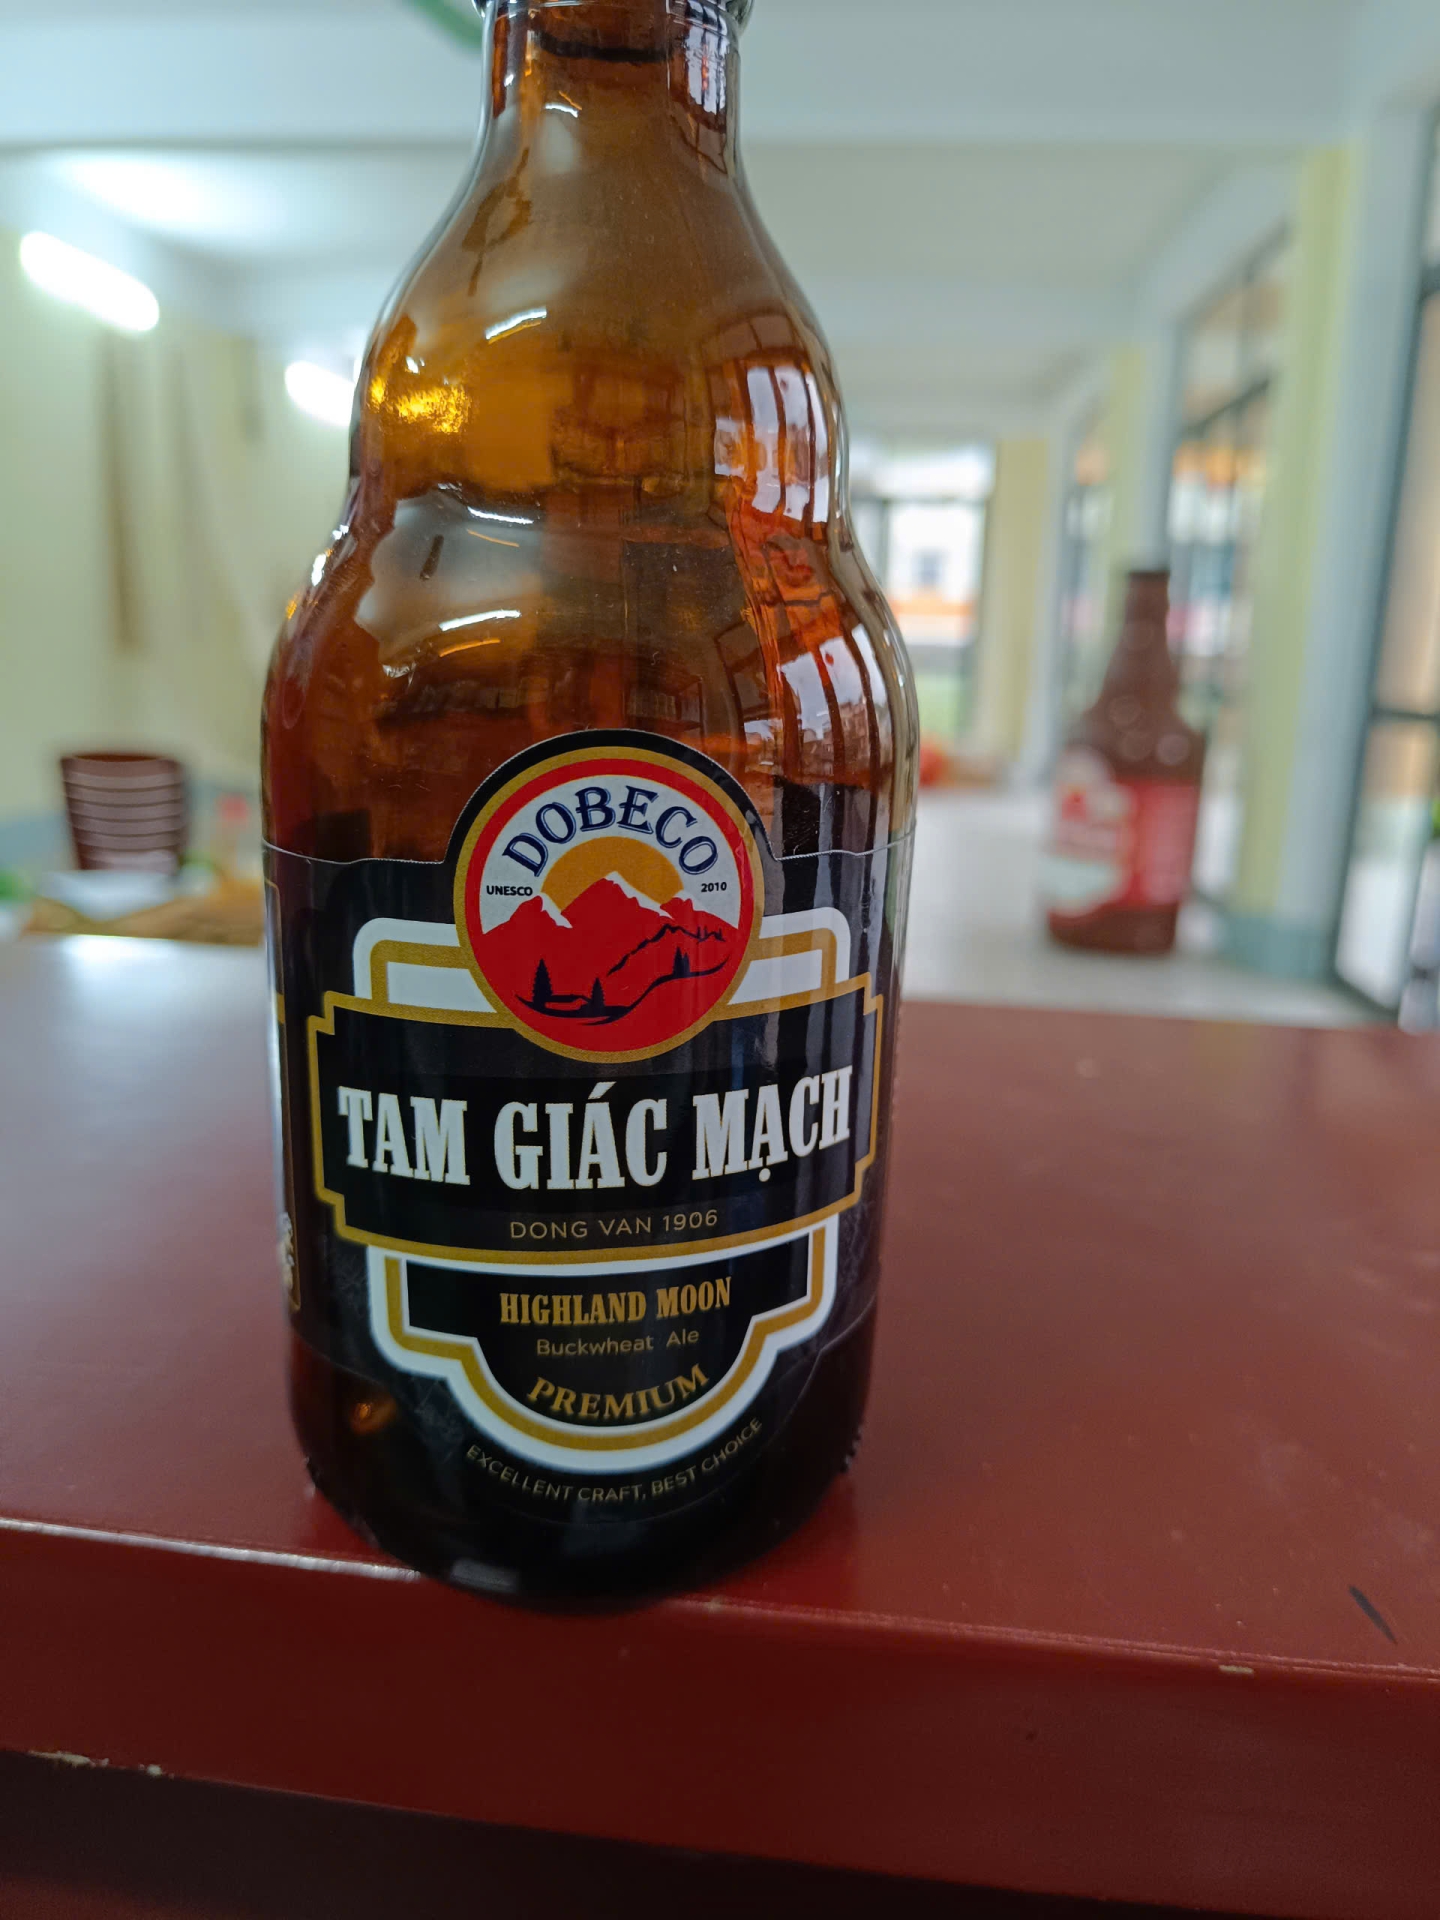 DOBECO
UNESCO 2010
TAM GIÁC MẠCH
DONG VAN 1906
HIGHLAND MOON
Buckwheat Ale
PREMIUM
EXCELLENT CRAFT, BEST CHOICE